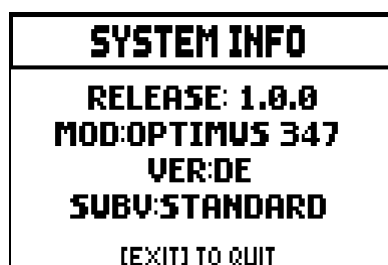 SYSTEM INFO
RELEASE: 1.0.0
MOD:OPTIMUS 347
VER:DE
SUBV:STANDARD
[EXIT] TO QUIT